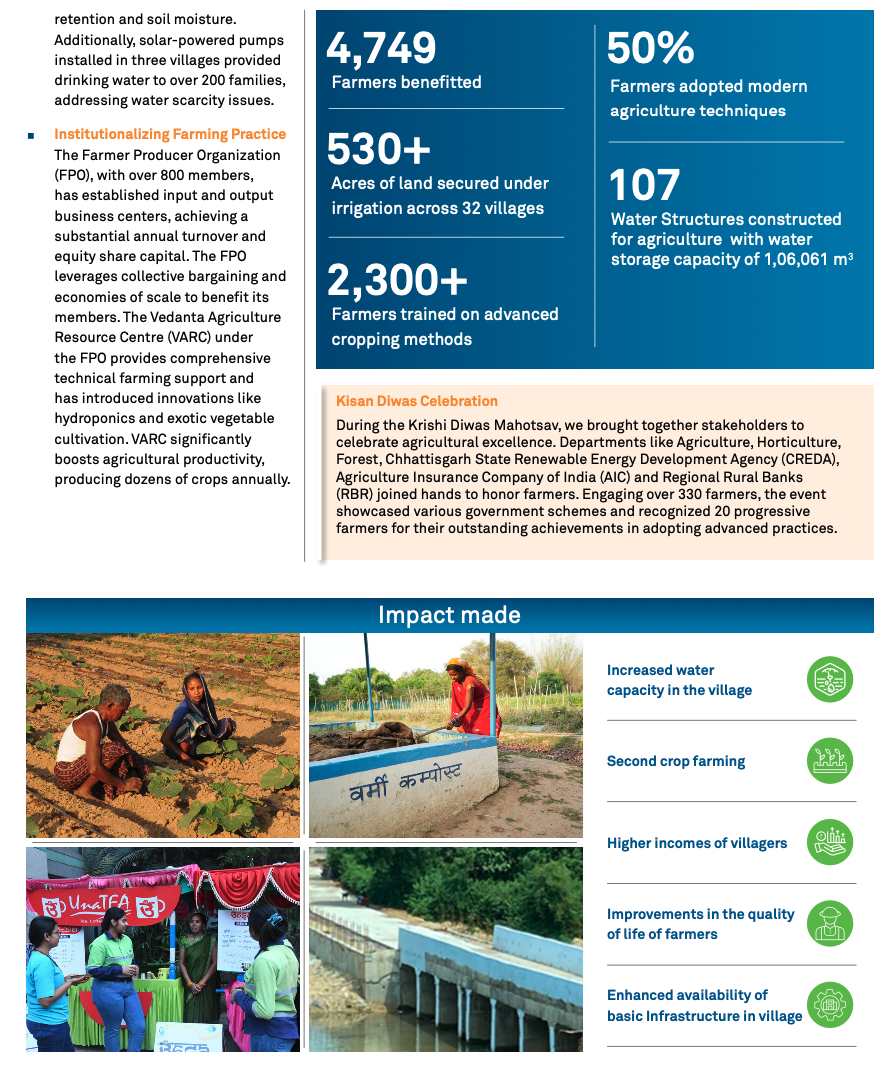 retention and soil moisture.
Additionally, solar-powered pumps
installed in three villages provided
drinking water to over 200 families,
addressing water scarcity issues.
Institutionalizing Farming Practice
The Farmer Producer Organization
(FPO), with over 800 members,
has established input and output
business centers, achieving a
substantial annual turnover and
equity share capital. The FPO
leverages collective bargaining and
economies of scale to benefit its
members. The Vedanta Agriculture
Resource Centre (VARC) under
the FPO provides comprehensive
technical farming support and
has introduced innovations like
hydroponics and exotic vegetable
cultivation. VARC significantly
boosts agricultural productivity,
producing dozens of crops annually.
4,749
Farmers benefitted
530+
Acres of land secured under
irrigation across 32 villages
2,300+
Farmers trained on advanced
cropping methods
50%
Farmers adopted modern
agriculture techniques
107
Water Structures constructed
for agriculture with water
storage capacity of 1,06,061 m³
Kisan Diwas Celebration
During the Krishi Diwas Mahotsav, we brought together stakeholders to
celebrate agricultural excellence. Departments like Agriculture, Horticulture,
Forest, Chhattisgarh State Renewable Energy Development Agency (CREDA),
Agriculture Insurance Company of India (AIC) and Regional Rural Banks
(RBR) joined hands to honor farmers. Engaging over 330 farmers, the event
showcased various government schemes and recognized 20 progressive
farmers for their outstanding achievements in adopting advanced practices.
Impact made
वर्मी कम्पोस्ट
UnaTEA
Increased water
capacity in the village
Second crop farming
Higher incomes of villagers
Improvements in the quality
of life of farmers
Enhanced availability of
basic Infrastructure in village